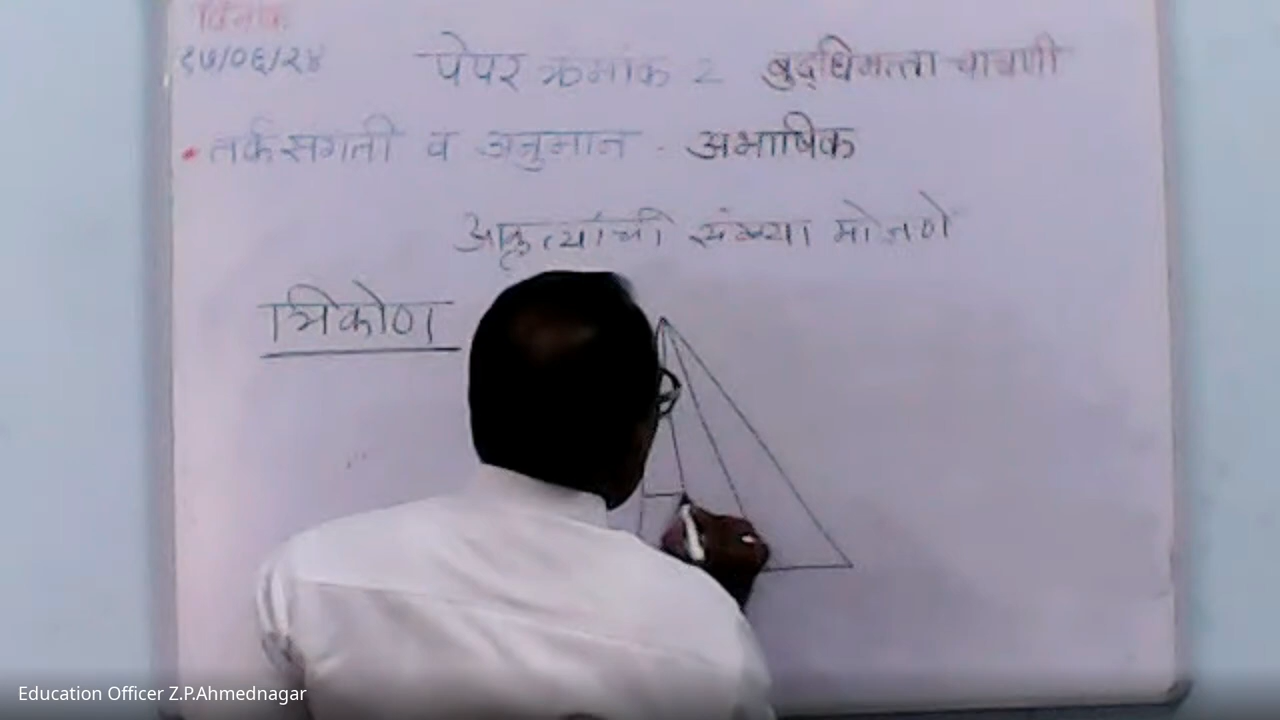 दिनांक
१७/०६/२४
पेपर क्रमांक 2 बुद्धिमत्ता चाचणी
• तर्कसंगती व अनुमान - अभाषिक
आकृत्यांची संख्या मोजणे
त्रिकोण
Education Officer Z.P.Ahmednagar